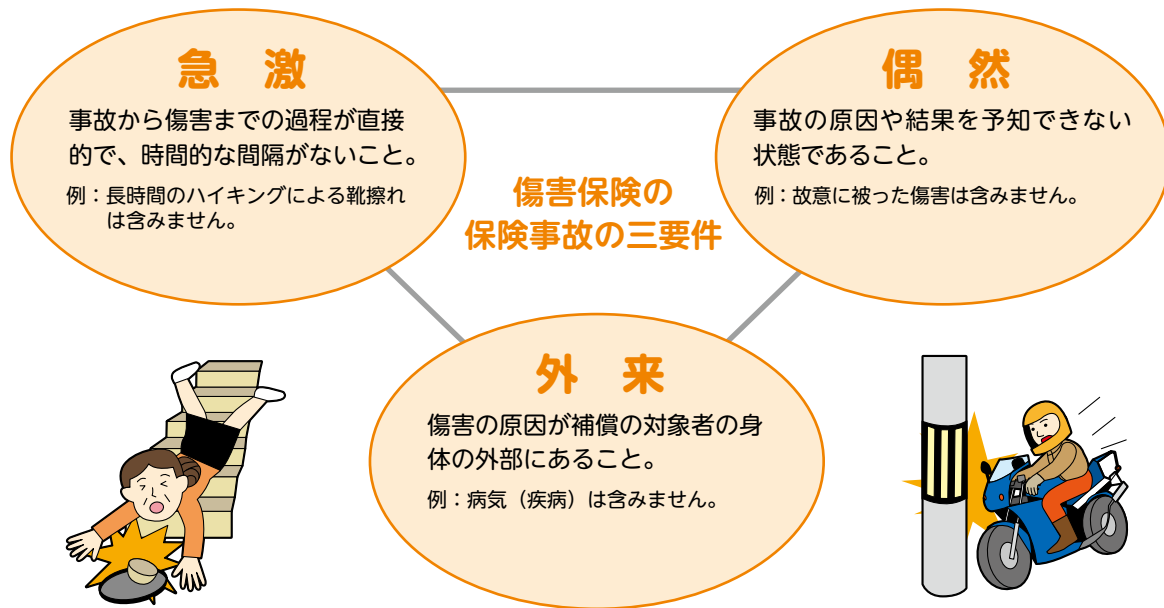 急 激
事故から傷害までの過程が直接
的で、時間的な間隔がないこと。
例：長時間のハイキングによる靴擦れ
は含みません。
偶 然
事故の原因や結果を予知できない
状態であること。
例：故意に被った傷害は含みません。
傷害保険の
保険事故の三要件
外 来
傷害の原因が補償の対象者の身
体の外部にあること。
例：病気（疾病）は含みません。